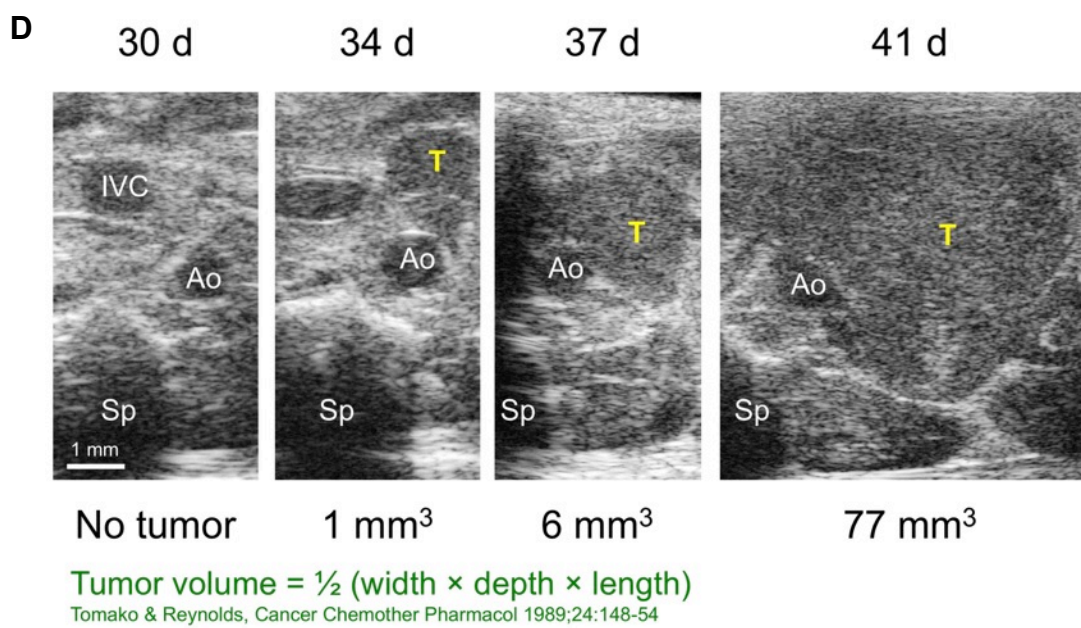 D
30 d 34 d 37 d 41 d
T
IVC
T
T
Ao
Ao
Ao
Ao
Sp
Sp
Sp
Sp
1 mm
No tumor 1 mm³ 6 mm³ 77 mm³
Tumor volume = ½ (width × depth × length)
Tomako & Reynolds, Cancer Chemother Pharmacol 1989;24:148-54